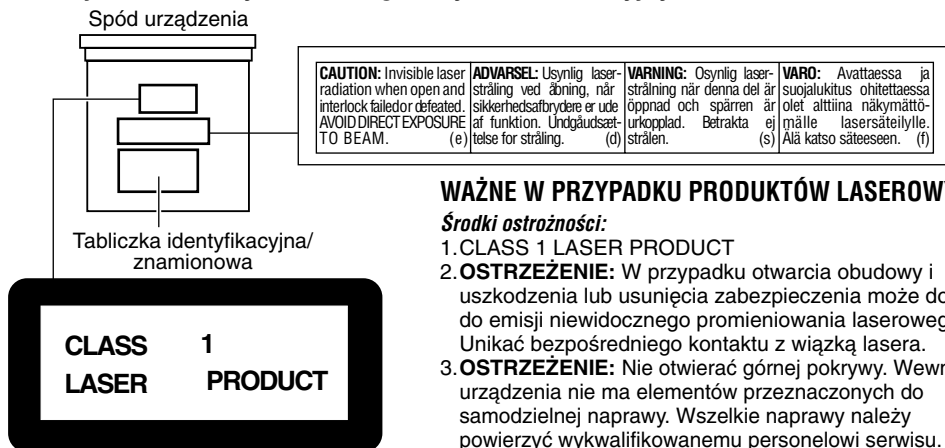 Spód urządzenia
CAUTION: Invisible laser
radiation when open and
interlock failedor defeated.
AVOID DIRECT EXPOSURE
TO BEAM. (e)
ADVARSEL: Usynlig laser-
stråling ved åbning, når
sikkerhedsafbrydere er ude
af funktion. Undgåudsæt-
telse for stråling. (d)
VARNING: Osynlig laser-
strålning när denna del är
öppnad och spärren är
urkopplad. Betrakta ej
strålen. (s)
VARO: Avattaessa ja
suojalukitus ohitettaessa
olet alttiina näkymättö-
mälle lasersäteilylle.
Älä katso säteeseen. (f)
Tabliczka identyfikacyjna/
znamionowa
CLASS 1
LASER PRODUCT
WAŻNE W PRZYPADKU PRODUKTÓW
Środki ostrożności:
1.CLASS 1 LASER PRODUCT
2.OSTRZEŻENIE: W przypadku otwarcia obudowy i
uszkodzenia lub usunięcia zabezpieczenia może
do emisji niewidocznego promieniowania
Unikać bezpośredniego kontaktu z wiązką lasera.
3.OSTRZEŻENIE: Nie otwierać górnej pokrywy.
urządzenia nie ma elementów przeznaczonych do
samodzielnej naprawy. Wszelkie naprawy należy
powierzyć wykwalifikowanemu personelowi serwisu.